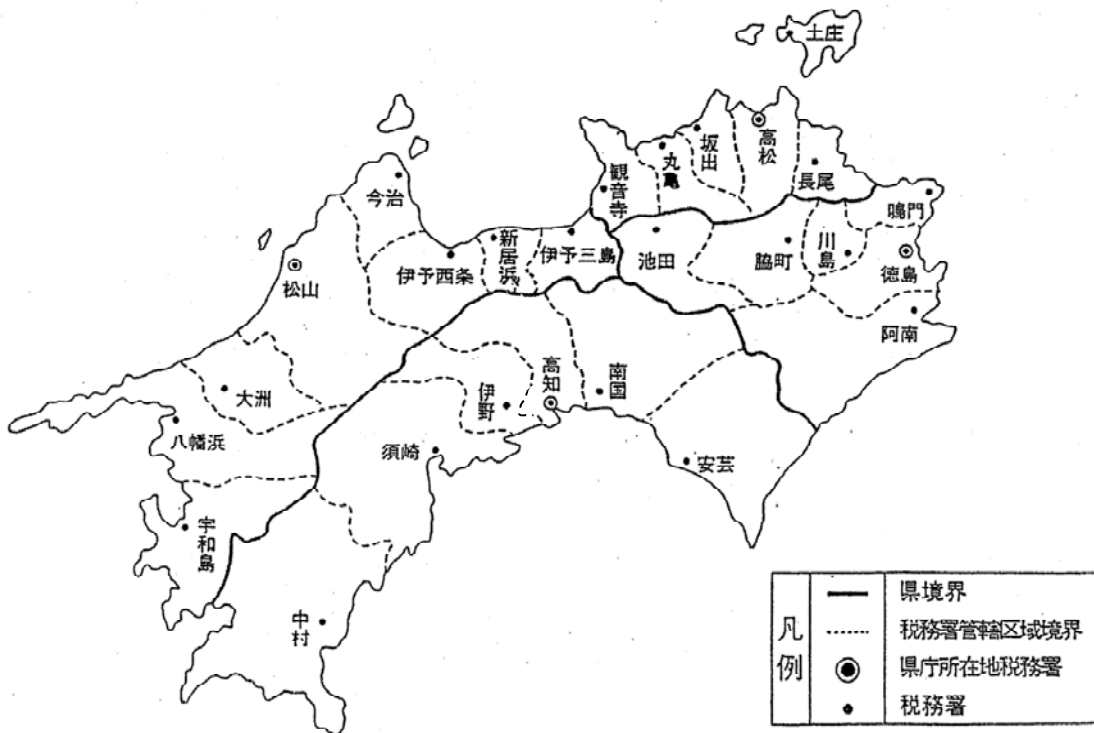 土庄
高松
坂出
丸亀
観音寺
長尾
鳴門
今治
新居浜
伊予三島
池田
脇町
川島
徳島
伊予西条
松山
阿南
高知
南国
大洲
伊野
八幡浜
須崎
安芸
宇和島
中村
凡例
県境界
税務署管轄区域境界
県庁所在地税務署
税務署